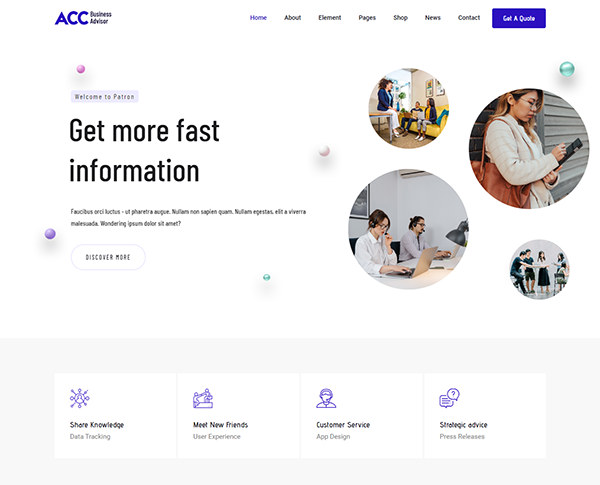 ACC Business Advisor
Home About Element Pages Shop News Contact Get A Quote
Welcome to Patron
Get more fast
information
Faucibus orci luctus - ut pharetra augue. Nullam non sapien quam. Nullam egestas, elit a viverra
malesuada. Wondering ipsum dolor sit amet?
DISCOVER MORE
Share Knowledge Meet New Friends Customer Service Strategic advice
Data Tracking User Experience App Design Press Releases